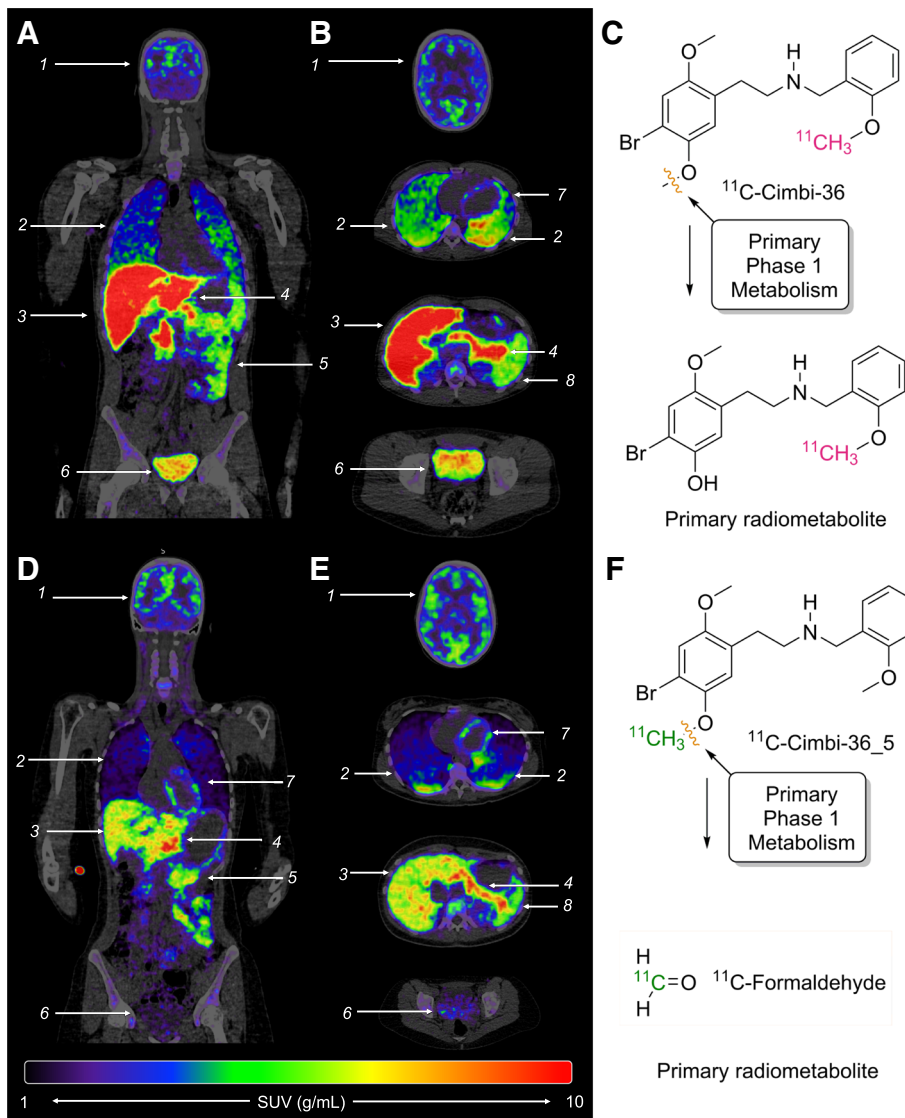 A
1
2
3
4
5
6
B
1
2
7
2
3
4
8
6
C
O
H
N
Br
O
O
¹¹CH₃
¹¹C-Cimbi-36
Primary
Phase 1
Metabolism
O
H
N
Br
OH
O
¹¹CH₃
Primary radiometabolite
D
1
2
7
3
4
5
6
E
1
7
2
2
3
4
8
6
F
O
H
N
Br
O
O
¹¹CH₃
¹¹C-Cimbi-36_5
Primary
Phase 1
Metabolism
H
¹¹C=O
H
¹¹C-Formaldehyde
Primary radiometabolite
1
SUV (g/mL)
10